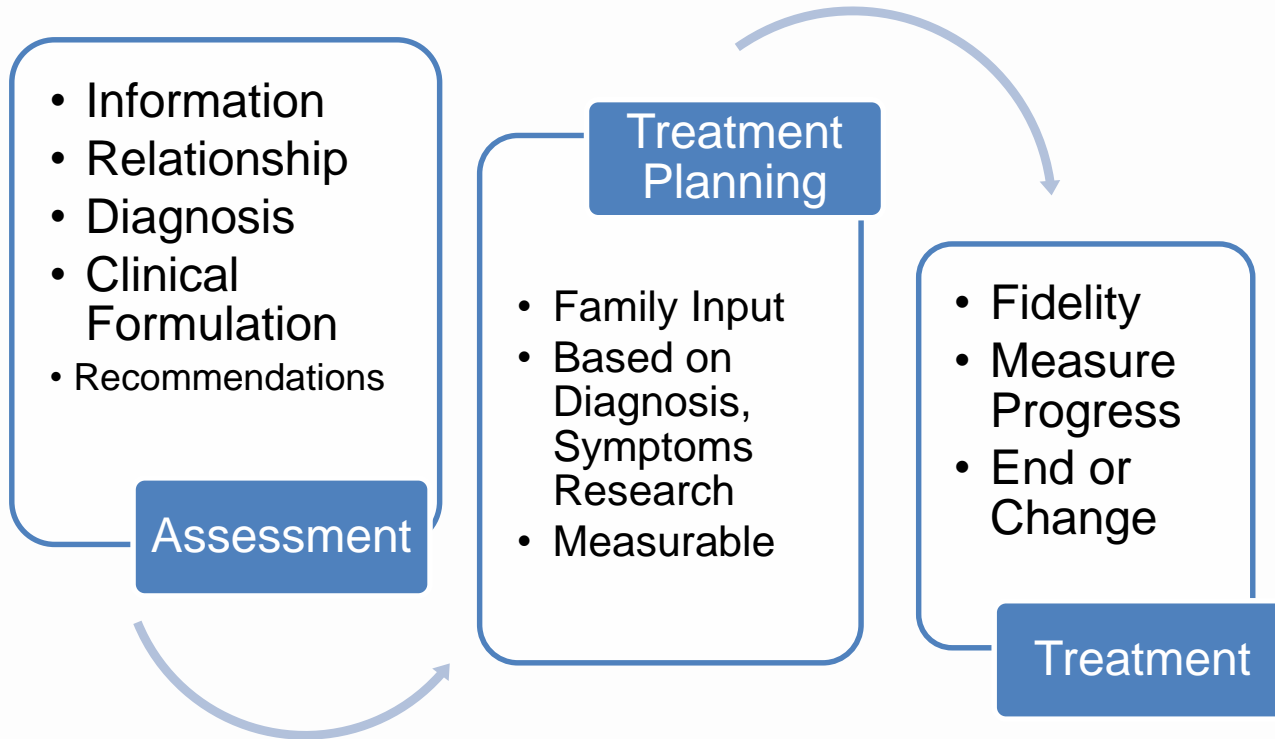 • Information
• Relationship
• Diagnosis
• Clinical
Formulation
• Recommendations
Assessment
Treatment
Planning
• Family Input
• Based on
Diagnosis,
Symptoms
Research
• Measurable
• Fidelity
• Measure
Progress
• End or
Change
Treatment